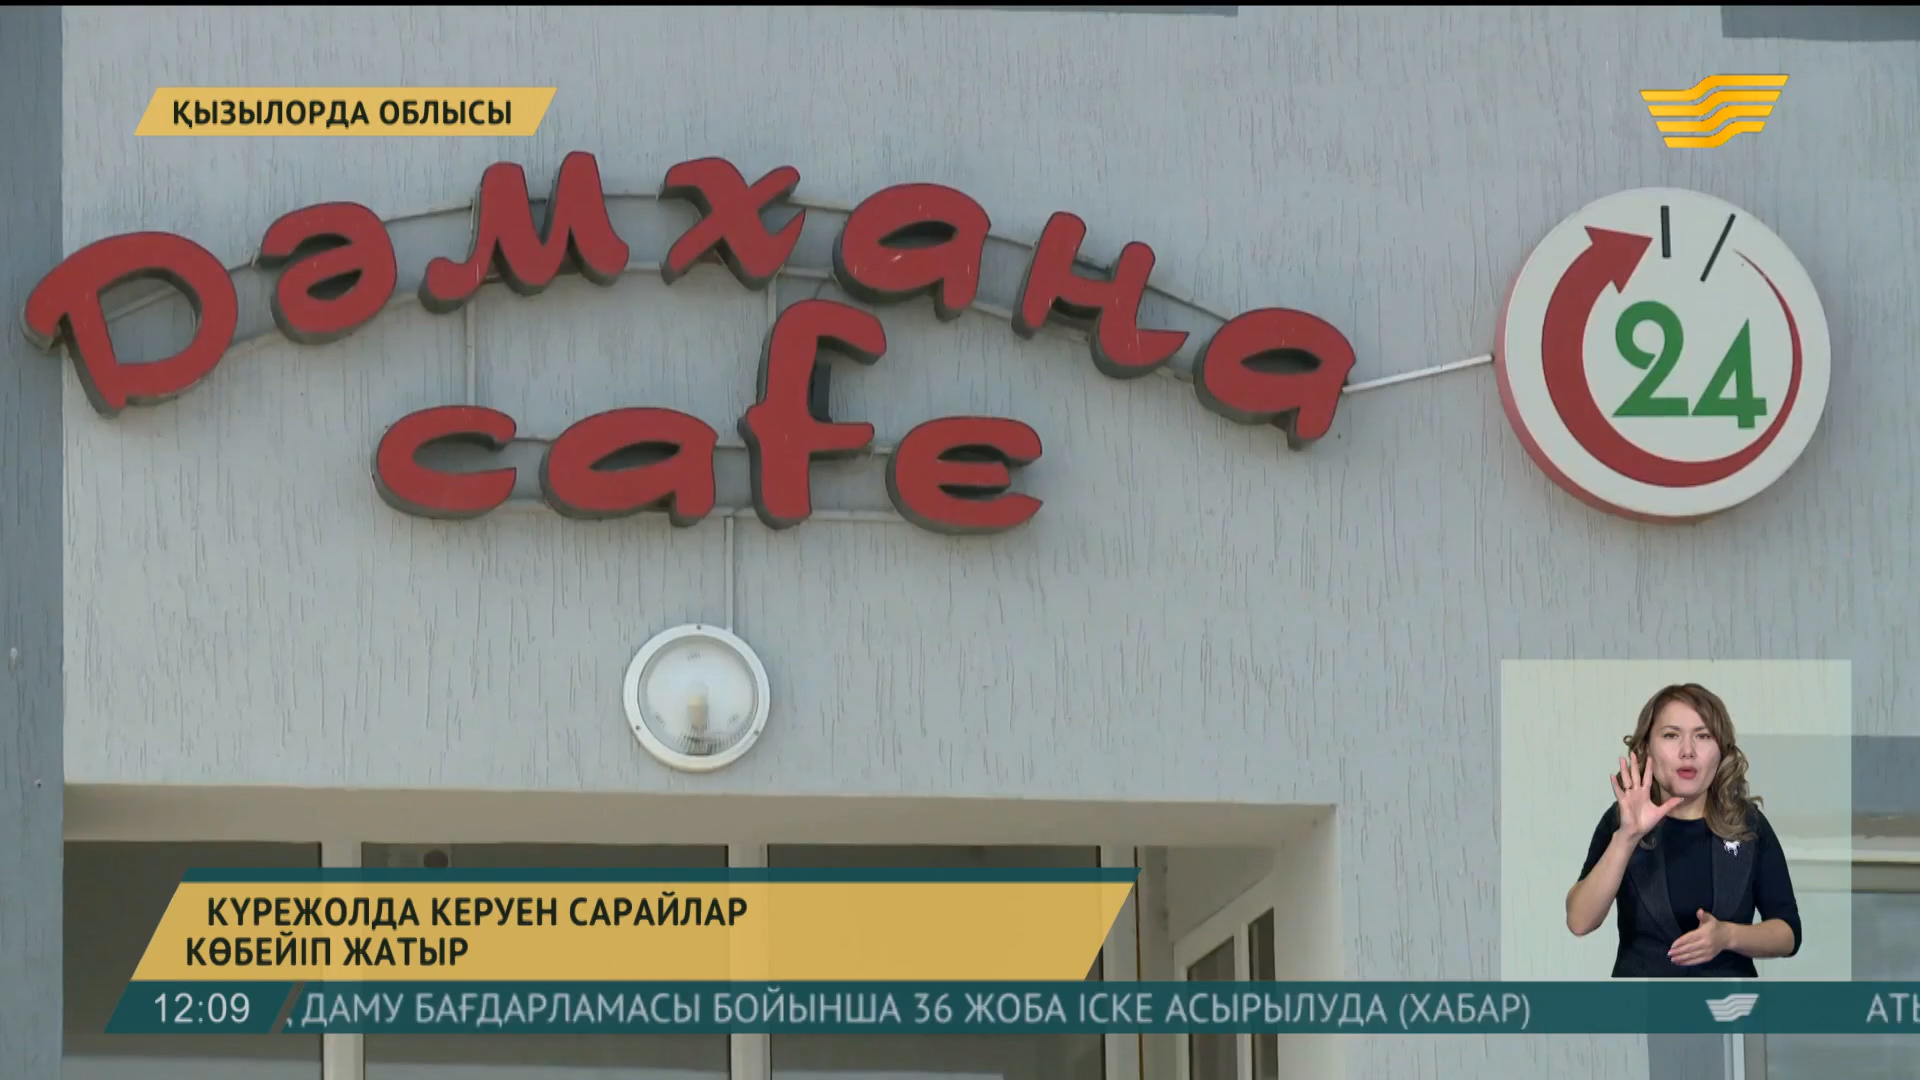 ҚЫЗЫЛОРДА ОБЛЫСЫ
Дәмхана
cafe
24
КҮРЕЖОЛДА КЕРУЕН САРАЙЛАР
КӨБЕЙІП ЖАТЫР
12:09
ДАМУ БАҒДАРЛАМАСЫ БОЙЫНША 36 ЖОБА ІСКЕ АСЫРЫЛУДА (ХАБАР)